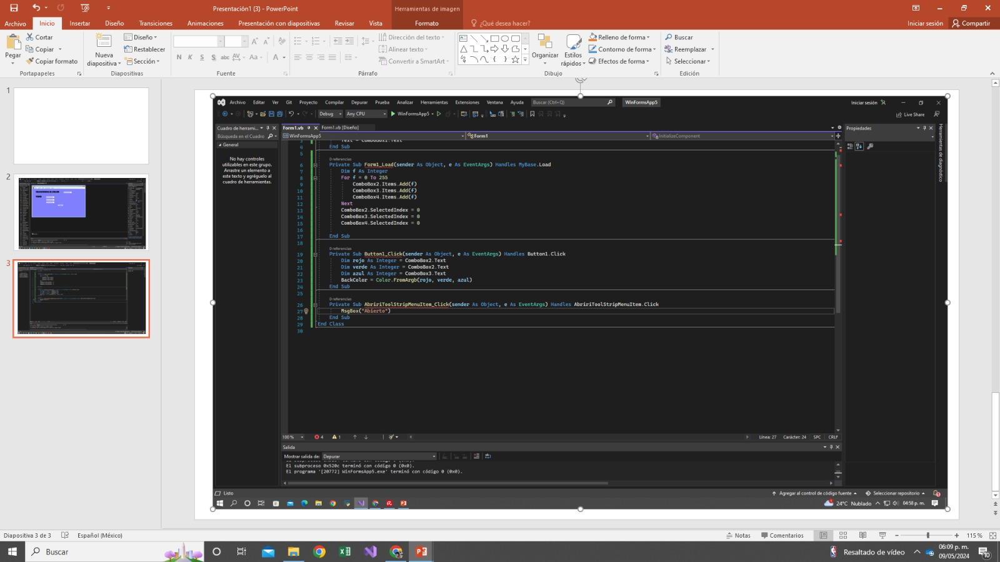 Presentación1 (3) - PowerPoint
Herramientas de imagen
Archivo Inicio Insertar Diseño Transiciones Animaciones Presentación con diapositivas Revisar Vista Formato ¿Qué desea hacer? Iniciar sesión Compartir
Pegar
Cortar
Copiar
Copiar formato
Portapapeles
Nueva diapositiva
Diseño
Restablecer
Sección
Diapositivas
N K S S abc AV Aa A
Fuente
Dirección del texto
Alinear texto
Convertir a SmartArt
Párrafo
Organizar
Estilos rápidos
Relleno de forma
Contorno de forma
Efectos de forma
Dibujo
Buscar
Reemplazar
Seleccionar
Edición
1
2
3
Archivo Editar Ver Git Proyecto Compilar Depurar Prueba Analizar Herramientas Extensiones Ventana Ayuda Buscar (Ctrl+Q) WinFormsApp5 Iniciar sesión
Debug Any CPU WinFormsApp5 Live Share
Cuadro de herrami...
Búsqueda en el Cuadro
General
No hay controles
utilizables en este grupo.
Arrastre un elemento a
este texto y agréguelo al
cuadro de herramientas.
Form1.vb Form1.vb [Diseño]
WinFormsApp5 Form1 InitializeComponent
3 Text = ComboBox1.Text
4 End Sub
5
0 referencias
6 Private Sub Form1_Load(sender As Object, e As EventArgs) Handles MyBase.Load
7 Dim f As Integer
8 For f = 0 To 255
9 ComboBox2.Items.Add(f)
10 ComboBox3.Items.Add(f)
11 ComboBox4.Items.Add(f)
12 Next
13 ComboBox2.SelectedIndex = 0
14 ComboBox3.SelectedIndex = 0
15 ComboBox4.SelectedIndex = 0
16
17 End Sub
18
0 referencias
19 Private Sub Button1_Click(sender As Object, e As EventArgs) Handles Button1.Click
20 Dim rojo As Integer = ComboBox2.Text
21 Dim verde As Integer = ComboBox2.Text
22 Dim azul As Integer = ComboBox3.Text
23 BackColor = Color.FromArgb(rojo, verde, azul)
24 End Sub
25
0 referencias
26 Private Sub AbririToolStripMenuItem_Click(sender As Object, e As EventArgs) Handles AbririToolStripMenuItem.Click
27 MsgBox("Abierto")
28 End Sub
29 End Class
30
Propiedades
Herramientas de diagnóstico
100 % 4 1 Línea: 27 Carácter: 24 SPC CRLF
Salida
Mostrar salida de: Depurar
El subproceso 0x520c terminó con código 0 (0x0).
El programa '[20772] WinFormsApp5.exe' terminó con código 0 (0x0).
Listo Agregar al control de código fuente Seleccionar repositorio
24°C Nublado 04:58 p. m.
Diapositiva 3 de 3 Español (México) Notas Comentarios 115 %
Buscar
Resaltado de vídeo
06:09 p. m.
09/05/2024
10